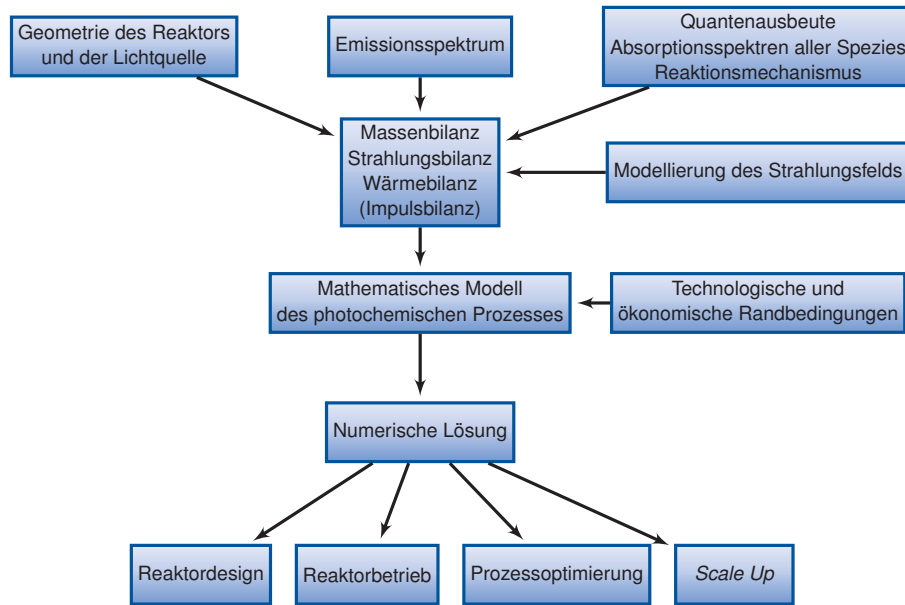 Geometrie des Reaktors
und der Lichtquelle
Emissionsspektrum
Quantenausbeute
Absorptionsspektren aller Spezies
Reaktionsmechanismus
Massenbilanz
Strahlungsbilanz
Wärmebilanz
(Impulsbilanz)
Modellierung des Strahlungsfelds
Mathematisches Modell
des photochemischen Prozesses
Technologische und
ökonomische Randbedingungen
Numerische Lösung
Reaktordesign
Reaktorbetrieb
Prozessoptimierung
Scale Up